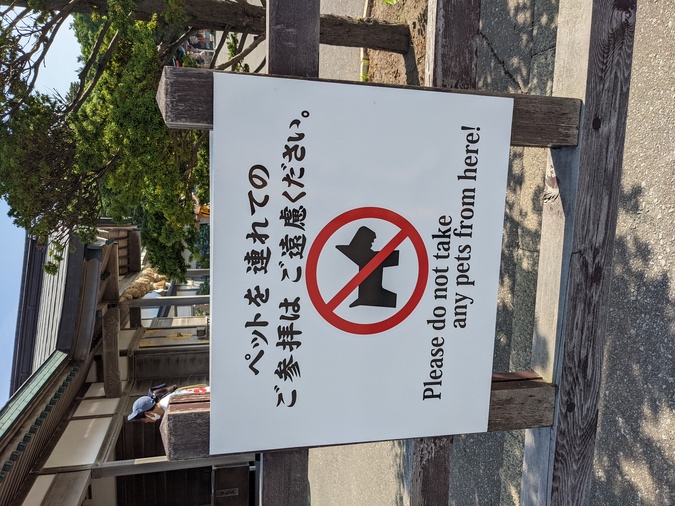 ペットを連れての
ご参拝はご遠慮ください。
Please do not take
any pets from here!